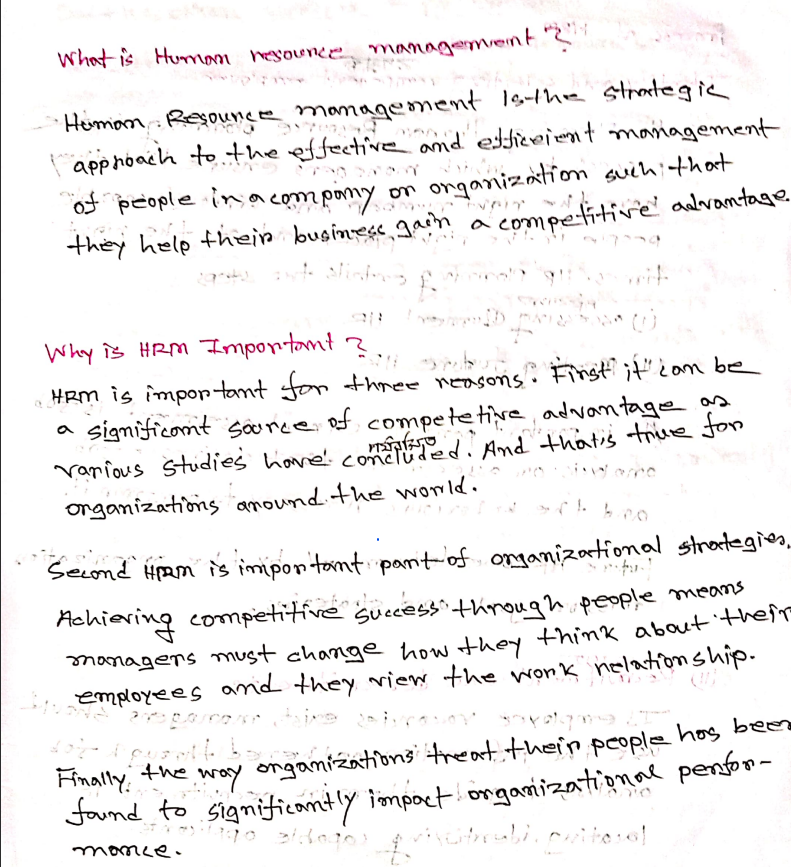 What is Human resource management ?
Human Resource management Is the strategic
approach to the effective and efficeient management
of people in a company or organization such that
they help their business gain a competitive advantage.
Why is HRM Important ?
HRM is important for three reasons. First it can be
a significant source of competetive advantage as
various studies have concluded. And that's true for
organizations around the world.
Second HRM is important part of organizational strategies.
Achieving competitive success through people means
managers must change how they think about their
employees and they view the work relationship.
Finally, the way organizations treat their people has been
found to significantly impact organizational perfor-
mance.